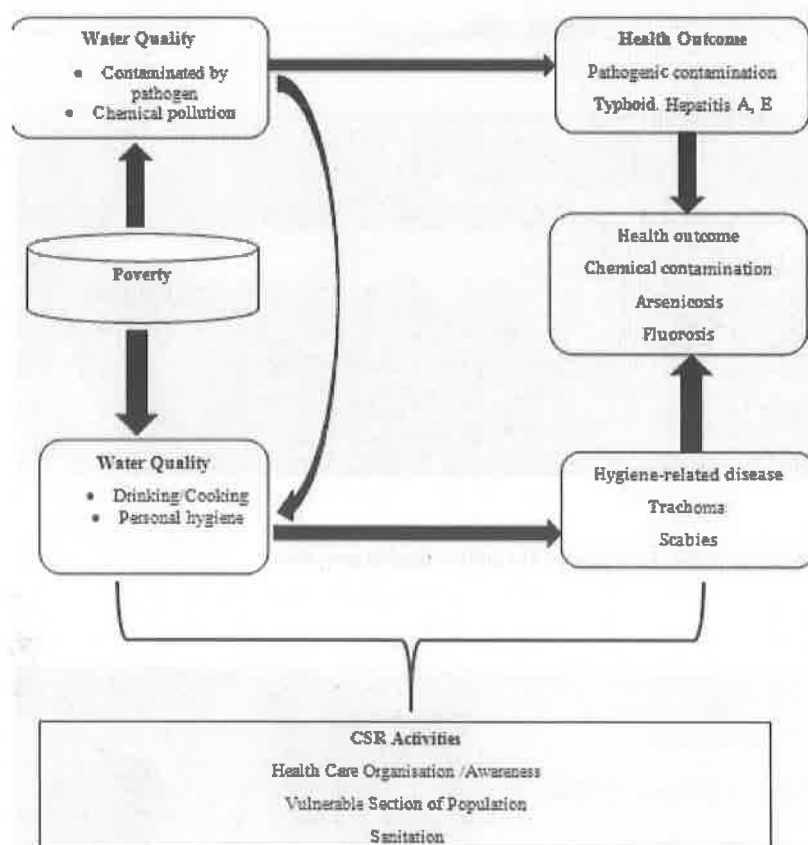 Water Quality
Contaminated by
pathogen
Chemical pollution
Health Outcome
Pathogenic contamination
Typhoid. Hepatitis A, E
Poverty
Health outcome
Chemical contamination
Arsenicosis
Fluorosis
Water Quality
Drinking/Cooking
Personal hygiene
Hygiene-related disease
Trachoma
Scabies
CSR Activities
Health Care Organisation /Awareness
Vulnerable Section of Population
Sanitation